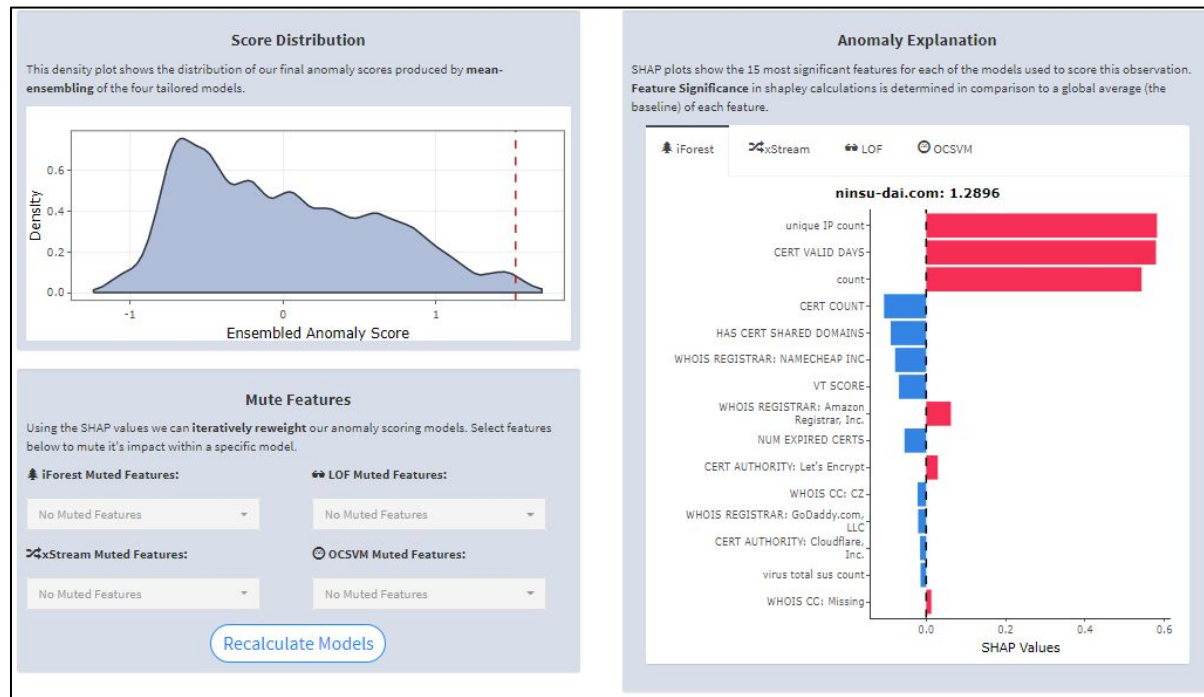 Score Distribution
This density plot shows the distribution of our final anomaly scores produced by mean-
ensembling of the four tailored models.
0.6
0.4
0.2
0.0
Density
-1
0
1
Ensembled Anomaly Score
Mute Features
Using the SHAP values we can iteratively reweight our anomaly scoring models. Select features
below to mute it's impact within a specific model.
iForest Muted Features:
LOF Muted Features:
No Muted Features
No Muted Features
xStream Muted Features:
OCSVM Muted Features:
No Muted Features
No Muted Features
Recalculate Models
Anomaly Explanation
SHAP plots show the 15 most significant features for each of the models used to score this observation.
Feature Significance in shapley calculations is determined in comparison to a global average (the
baseline) of each feature.
iForest
xStream
LOF
OCSVM
ninsu-dai.com: 1.2896
unique IP count
CERT VALID DAYS
count
CERT COUNT
HAS CERT SHARED DOMAINS
WHOIS REGISTRAR: NAMECHEAP INC
VT SCORE
WHOIS REGISTRAR: Amazon
Registrar, Inc.
NUM EXPIRED CERTS
CERT AUTHORITY: Let's Encrypt
WHOIS CC: CZ
WHOIS REGISTRAR: GoDaddy.com,
LLC
CERT AUTHORITY: Cloudflare,
Inc.
virus total sus count
WHOIS CC: Missing
0.0
0.2
0.4
0.6
SHAP Values